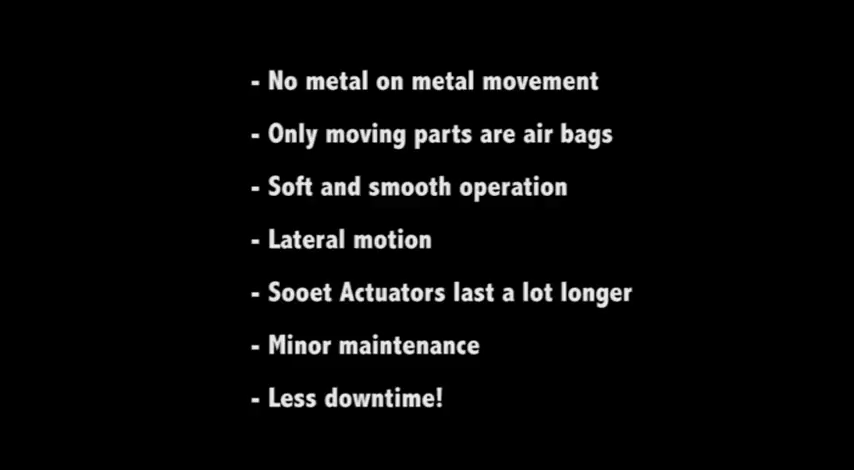 - No metal on metal movement
- Only moving parts are air bags
- Soft and smooth operation
- Lateral motion
- Sooet Actuators last a lot longer
- Minor maintenance
- Less downtime!